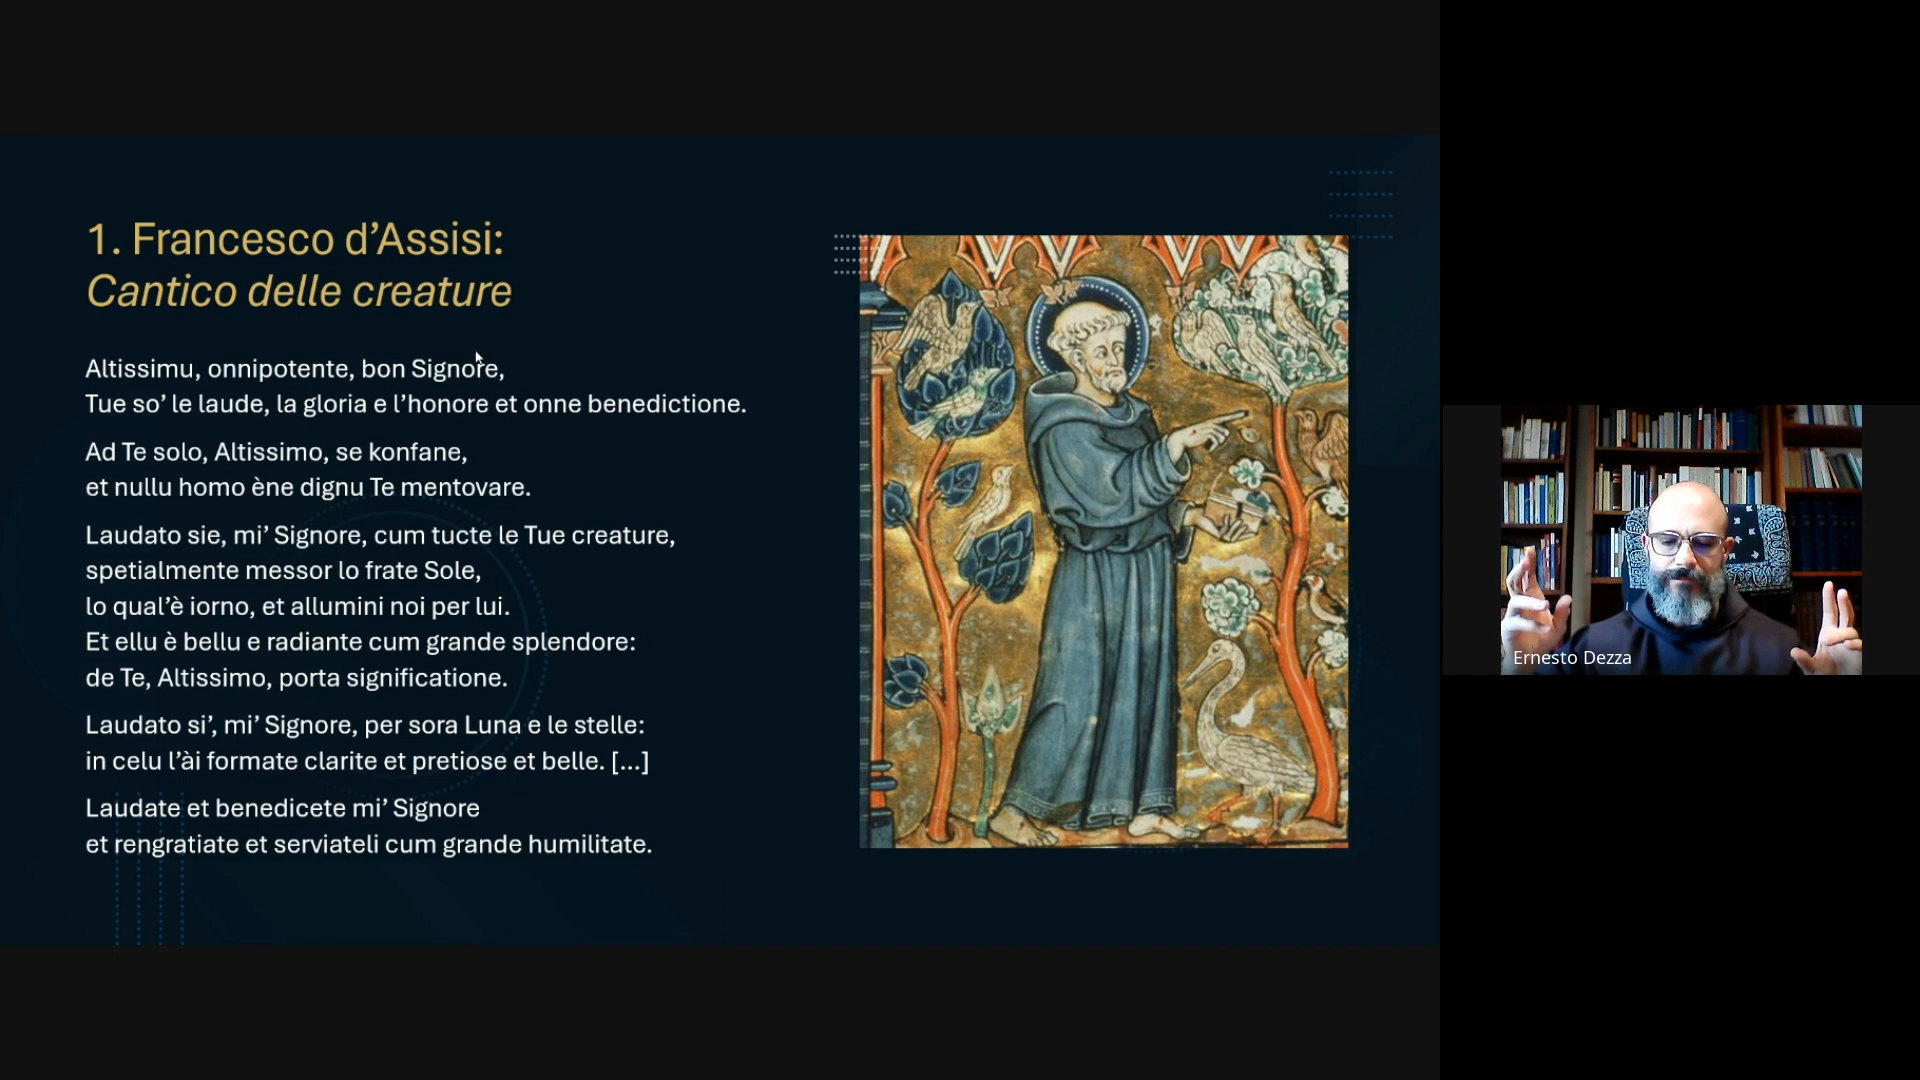 1. Francesco d’Assisi:
Cantico delle creature
Altissimu, onnipotente, bon Signore,
Tue so’ le laude, la gloria e l’honore et onne benedictione.
Ad Te solo, Altissimo, se konfane,
et nullu homo ène dignu Te mentovare.
Laudato sie, mi’ Signore, cum tucte le Tue creature,
spetialmente messor lo frate Sole,
lo qual’è iorno, et allumini noi per lui.
Et ellu è bellu e radiante cum grande splendore:
de Te, Altissimo, porta significatione.
Laudato si’, mi’ Signore, per sora Luna e le stelle:
in celu l’ài formate clarite et pretiose et belle. [...]
Laudate et benedicete mi’ Signore
et rengratiate et serviateli cum grande humilitate.
Ernesto Dezza